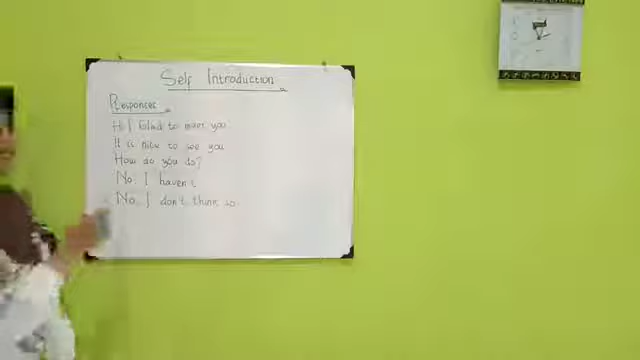 Self Introduction
Responses
Hi! Glad to meet you
It is nice to see you
How do you do?
No, I haven't
No, I don't think so